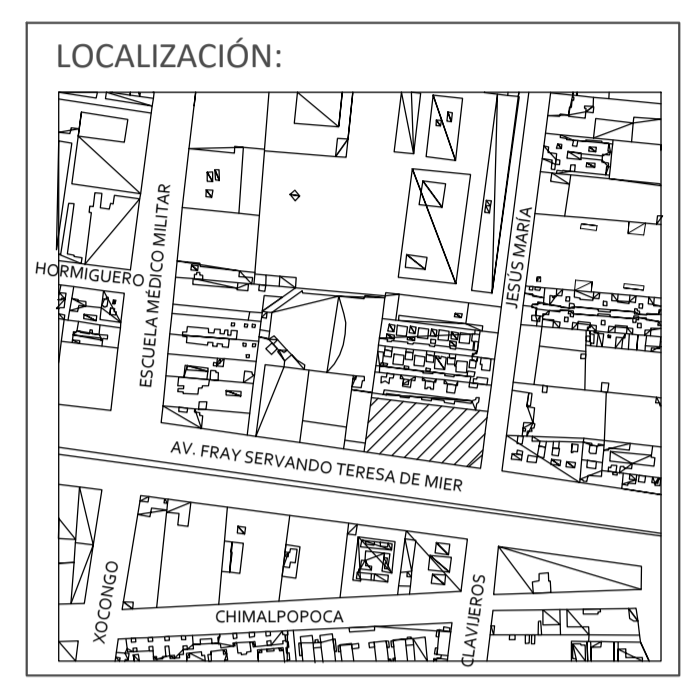 LOCALIZACIÓN:
ESCUELA MÉDICO MILITAR
JESÚS MARÍA
HORMIGUERO
AV. FRAY SERVANDO TERESA DE MIER
XOCONGO
CHIMALPOPOCA
CLAVIJEROS